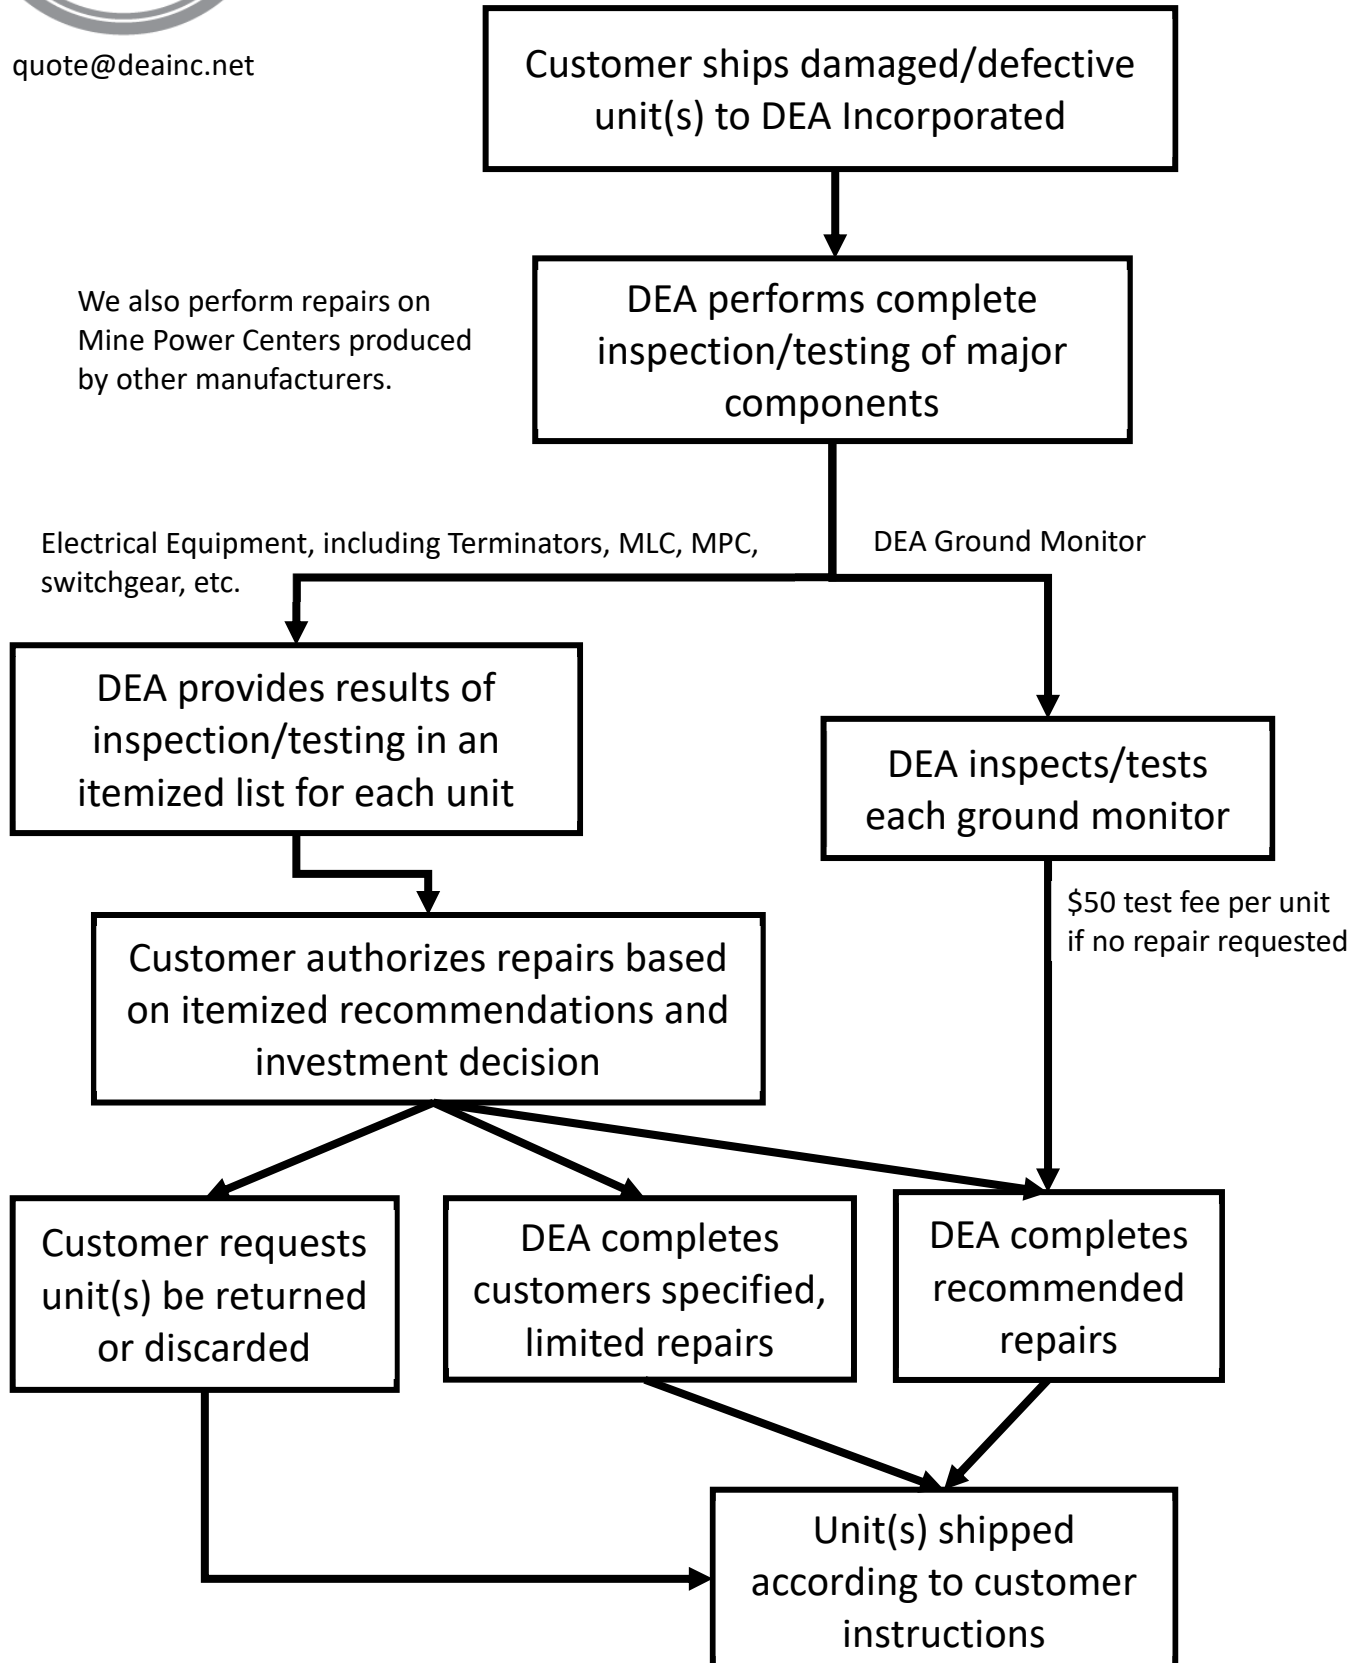 quote@deainc.net
Customer ships damaged/defective
unit(s) to DEA Incorporated
We also perform repairs on
Mine Power Centers produced
by other manufacturers.
DEA performs complete
inspection/testing of major
components
Electrical Equipment, including Terminators, MLC, MPC,
switchgear, etc.
DEA Ground Monitor
DEA provides results of
inspection/testing in an
itemized list for each unit
DEA inspects/tests
each ground monitor
$50 test fee per unit
if no repair requested
Customer authorizes repairs based
on itemized recommendations and
investment decision
Customer requests
unit(s) be returned
or discarded
DEA completes
customers specified,
limited repairs
DEA completes
recommended
repairs
Unit(s) shipped
according to customer
instructions